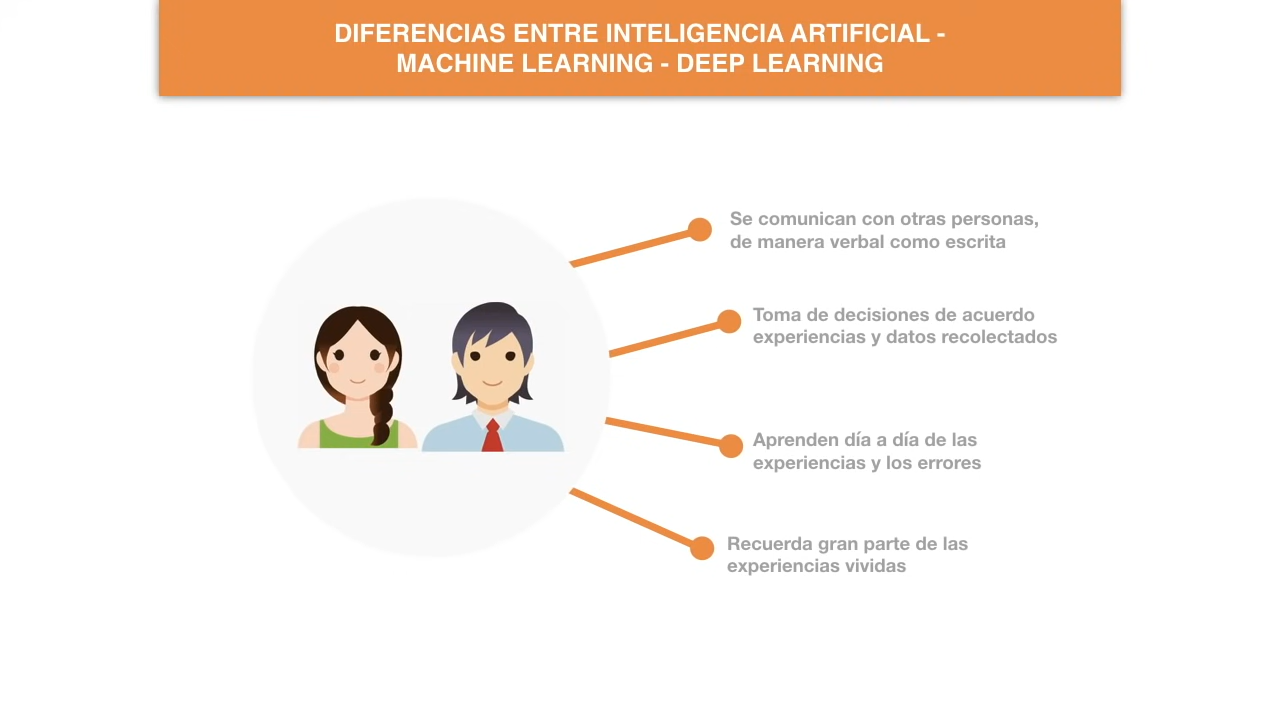 DIFERENCIAS ENTRE INTELIGENCIA ARTIFICIAL -
MACHINE LEARNING - DEEP LEARNING
Se comunican con otras personas,
de manera verbal como escrita
Toma de decisiones de acuerdo
experiencias y datos recolectados
Aprenden día a día de las
experiencias y los errores
Recuerda gran parte de las
experiencias vividas